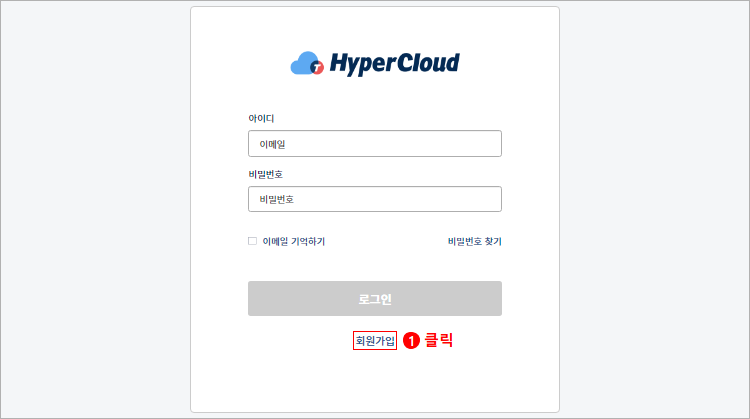 HyperCloud
아이디
이메일
비밀번호
비밀번호
이메일 기억하기 비밀번호 찾기
로그인
회원가입 1 클릭